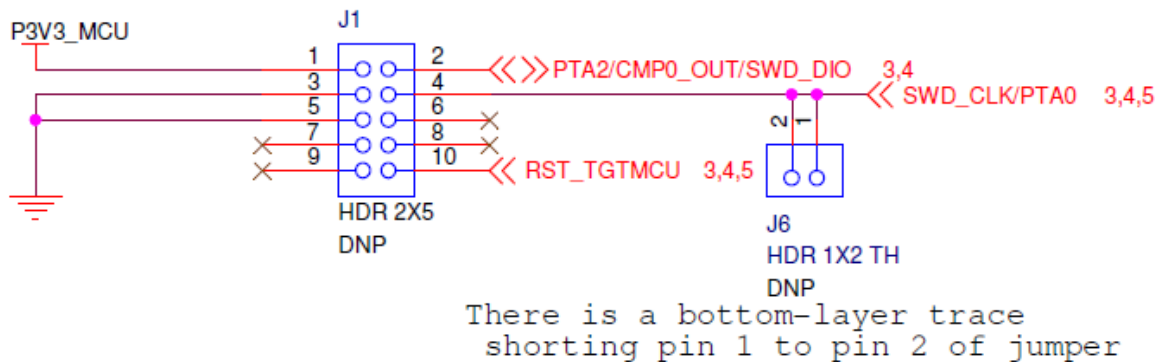 J1
P3V3_MCU
1 2
PTA2/CMP0_OUT/SWD_DIO 3,4
3 4
SWD_CLK/PTA0 3,4,5
5 6
2 1
7 8
9 10
RST_TGTMCU 3,4,5
HDR 2X5
DNP
J6
HDR 1X2 TH
DNP
There is a bottom-layer trace
shorting pin 1 to pin 2 of jumper